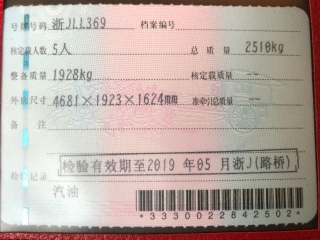 号牌号码 浙JLL369 档案编号
核定载人数 5人 总质量 2510kg
整备质量 1928kg 核定载质量 --
外廓尺寸 4681×1923×1624mm 准牵引总质量 --
备注
检验有效期至2019年05月浙J(路桥)
检验记录
汽油
*3330022842502*